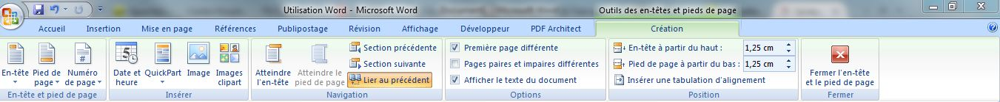 Utilisation Word - Microsoft Word
Outils des en-têtes et pieds de page
Accueil Insertion Mise en page Références Publipostage Révision Affichage Développeur PDF Architect Création
En-tête
Pied de page
Numéro de page
En-tête et pied de page
Date et heure
QuickPart
Image
Images clipart
Insérer
Atteindre l'en-tête
Atteindre le pied de page
Section précédente
Section suivante
Lier au précédent
Navigation
Première page différente
Pages paires et impaires différentes
Afficher le texte du document
Options
En-tête à partir du haut : 1,25 cm
Pied de page à partir du bas : 1,25 cm
Insérer une tabulation d'alignement
Position
Fermer l'en-tête
et le pied de page
Fermer